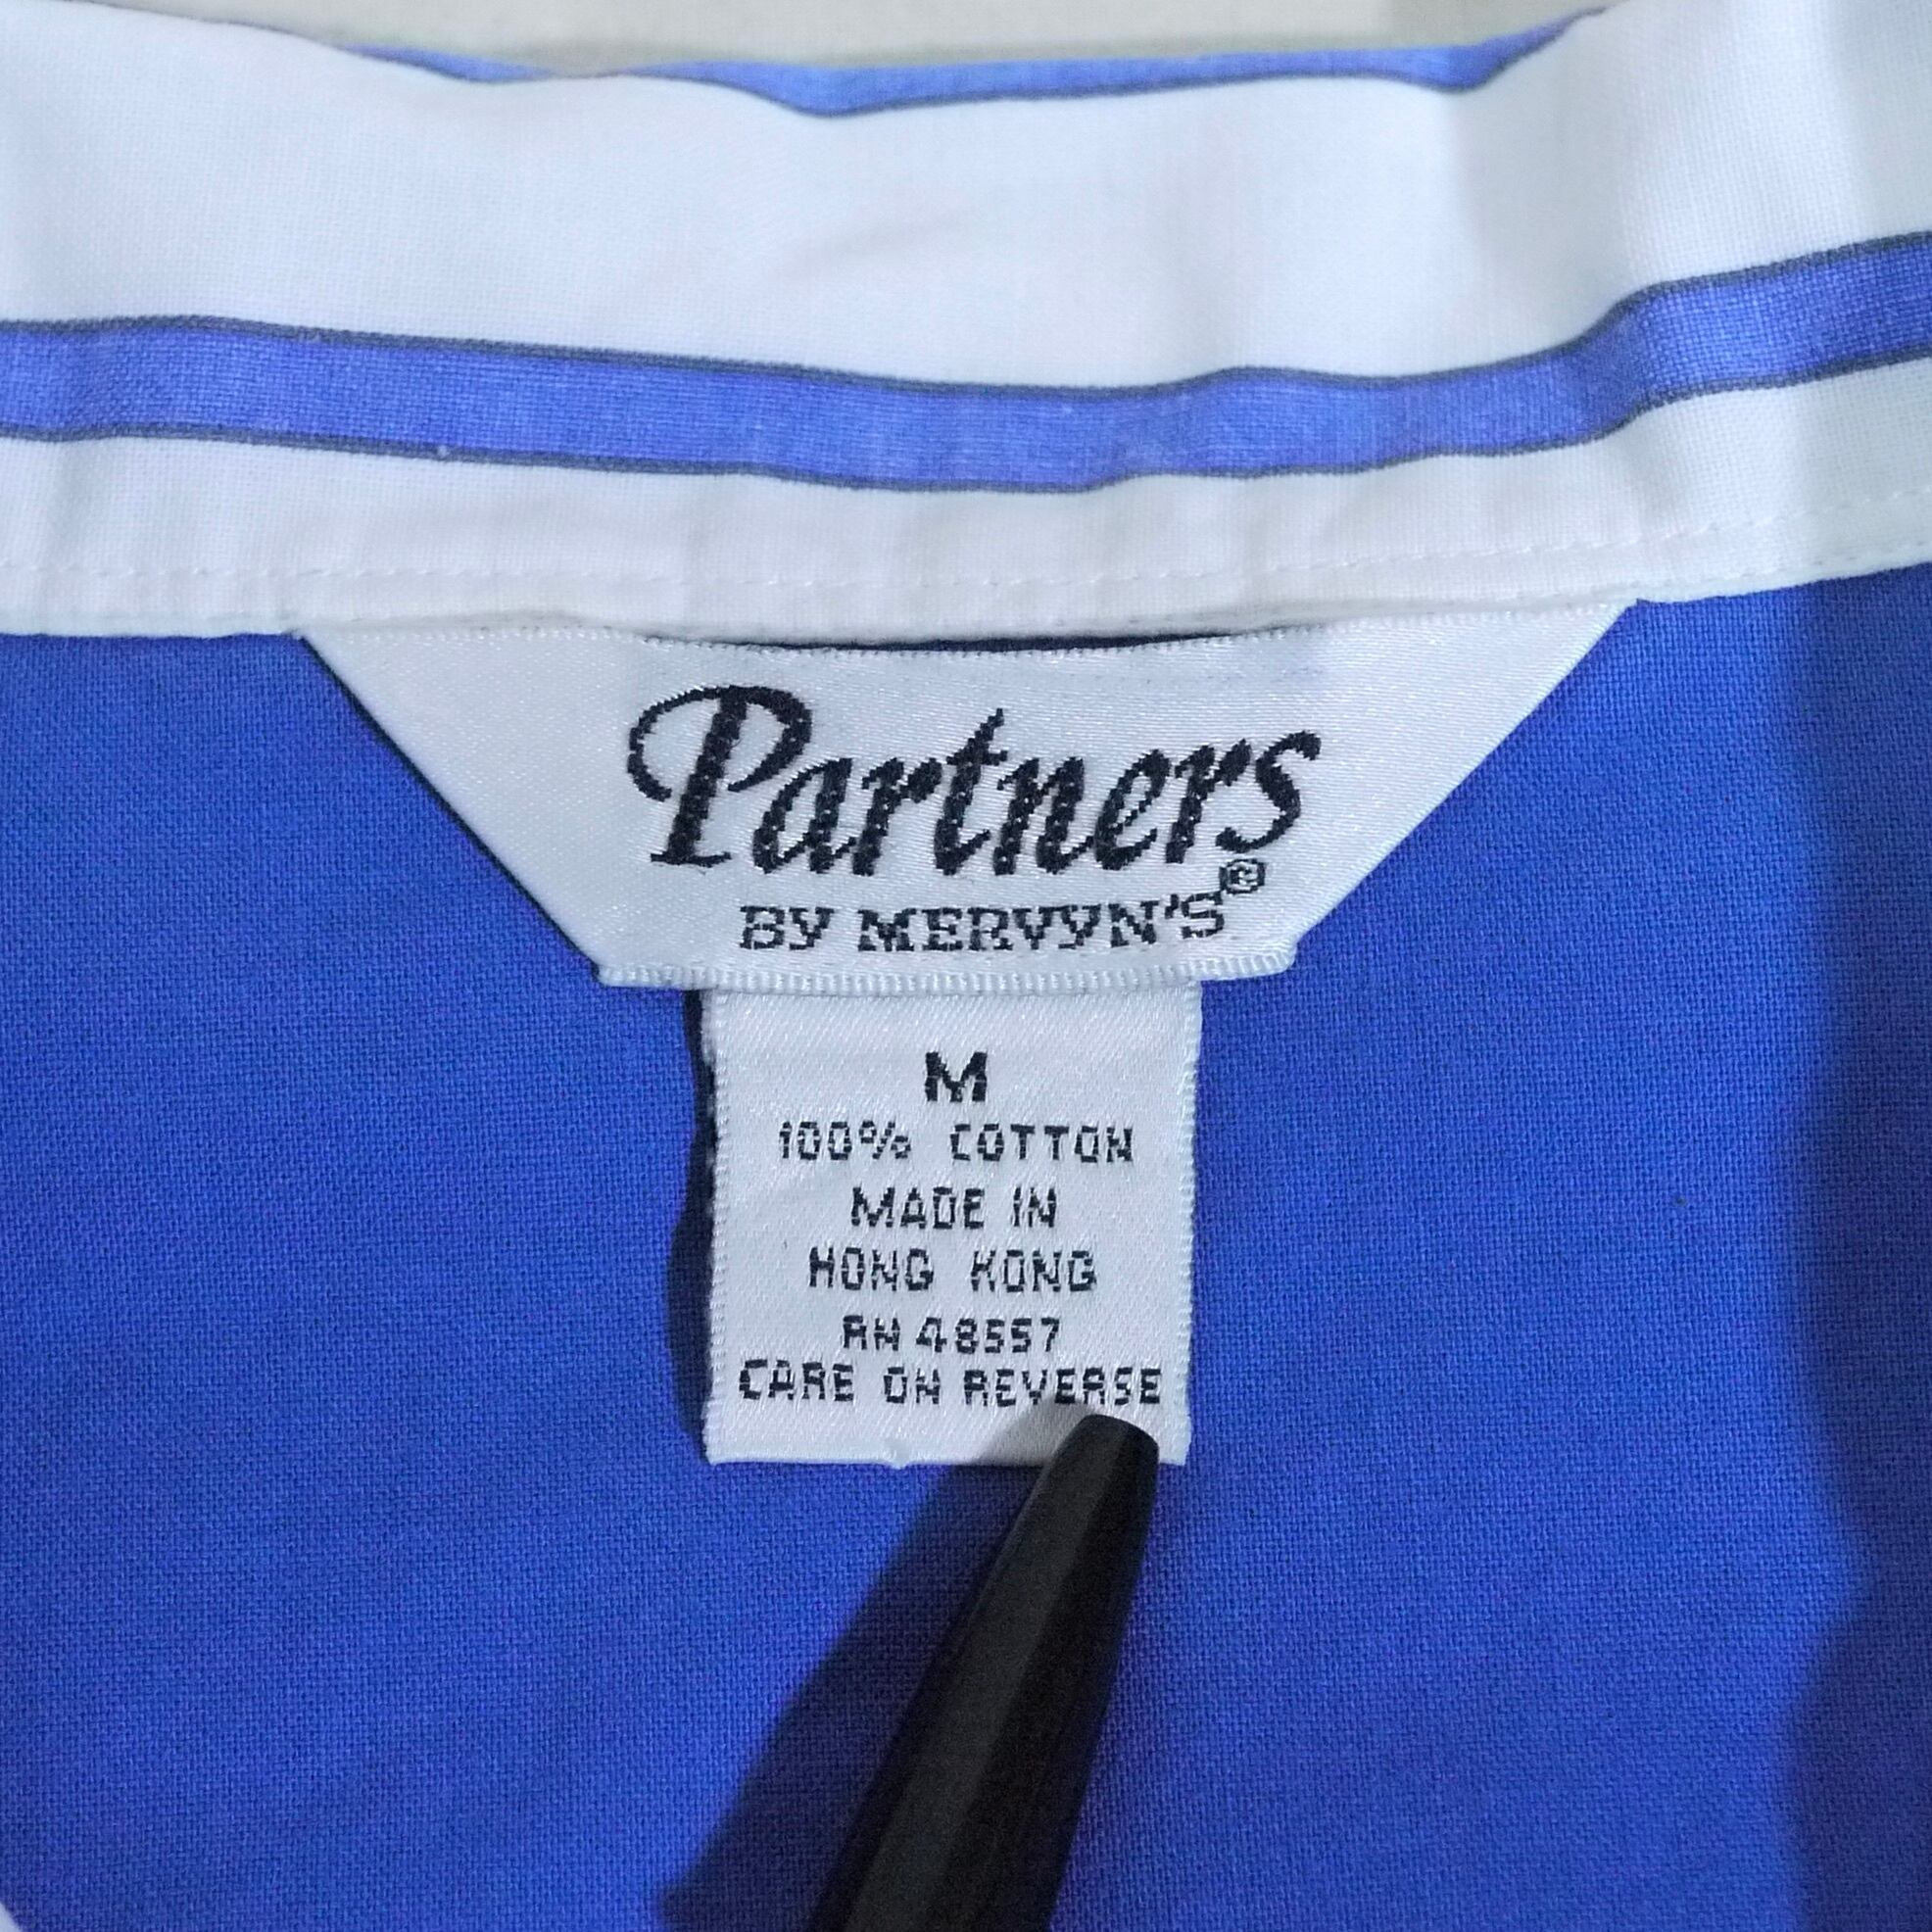 Partners
BY MERVYN'S®
M
100% COTTON
MADE IN
HONG KONG
RN 48557
CARE ON REVERSE